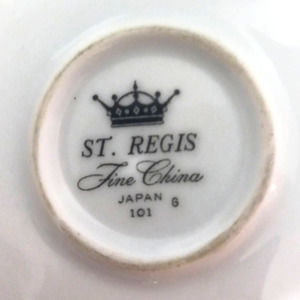 ST. REGIS
Fine China
JAPAN 6
101